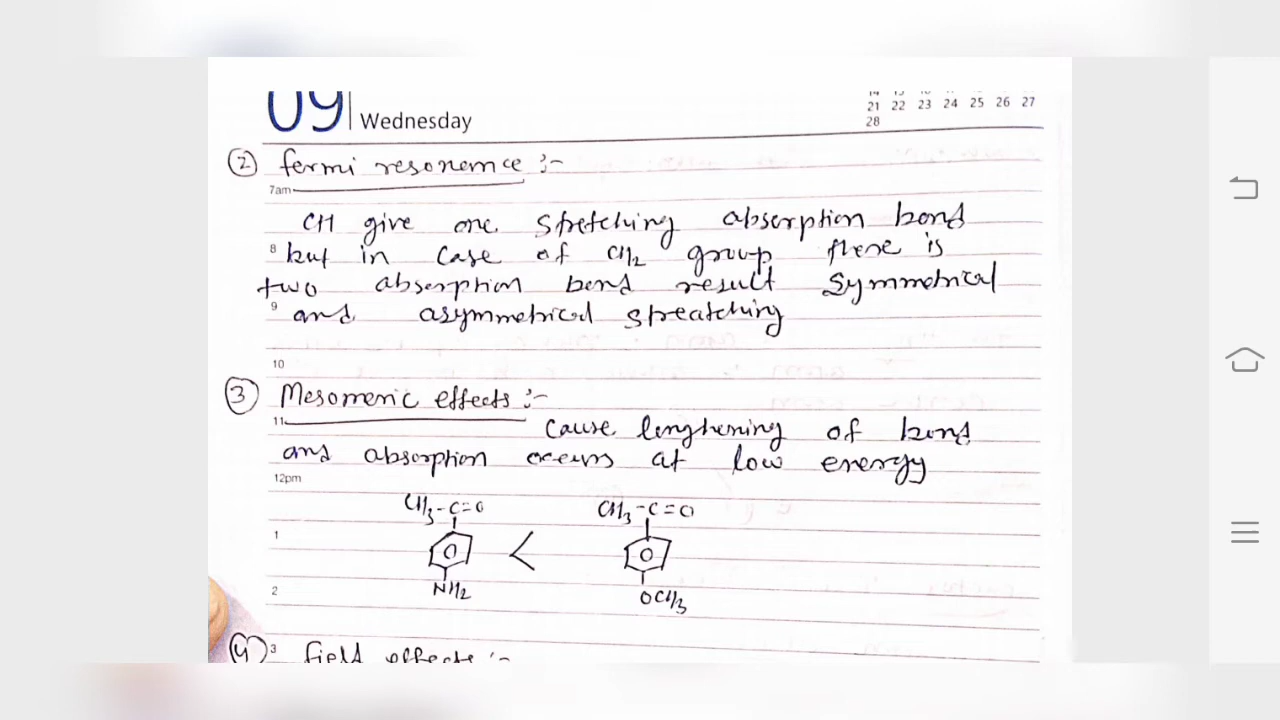 09 Wednesday
21 22 23 24 25 26 27
28
② fermi resonence :-
7am
CH give one stretching absorption bond
8 but in case of CH2 group there is
two absorption bond result symmetrical
9 and asymmetrical streatching
10
③ Mesomeric effects :-
11
cause lengthening of bond
and absorption occurs at low energy
12pm
CH3-C=O CH3-C=O
1 <
NH2 OCH3
2
④ 3 field effects :-